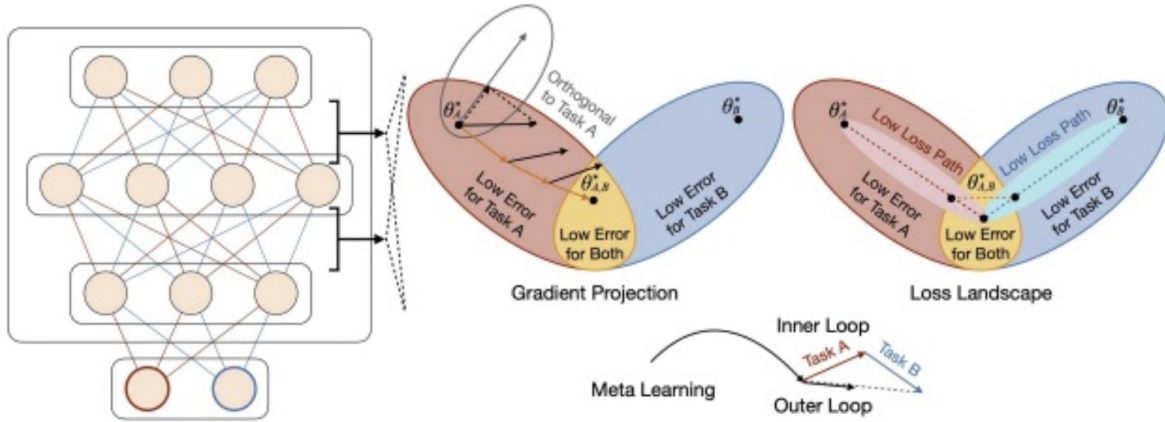 θ*A
Orthogonal
to Task A
θ*B
θ*A,B
Low Error
for Task A
Low Error
for Task B
Low Error
for Both
Gradient Projection
θ*A
Low Loss Path
θ*A,B
Low Loss Path
θ*B
Low Error
for Task A
Low Error
for Task B
Low Error
for Both
Loss Landscape
Meta Learning
Inner Loop
Task A
Task B
Outer Loop